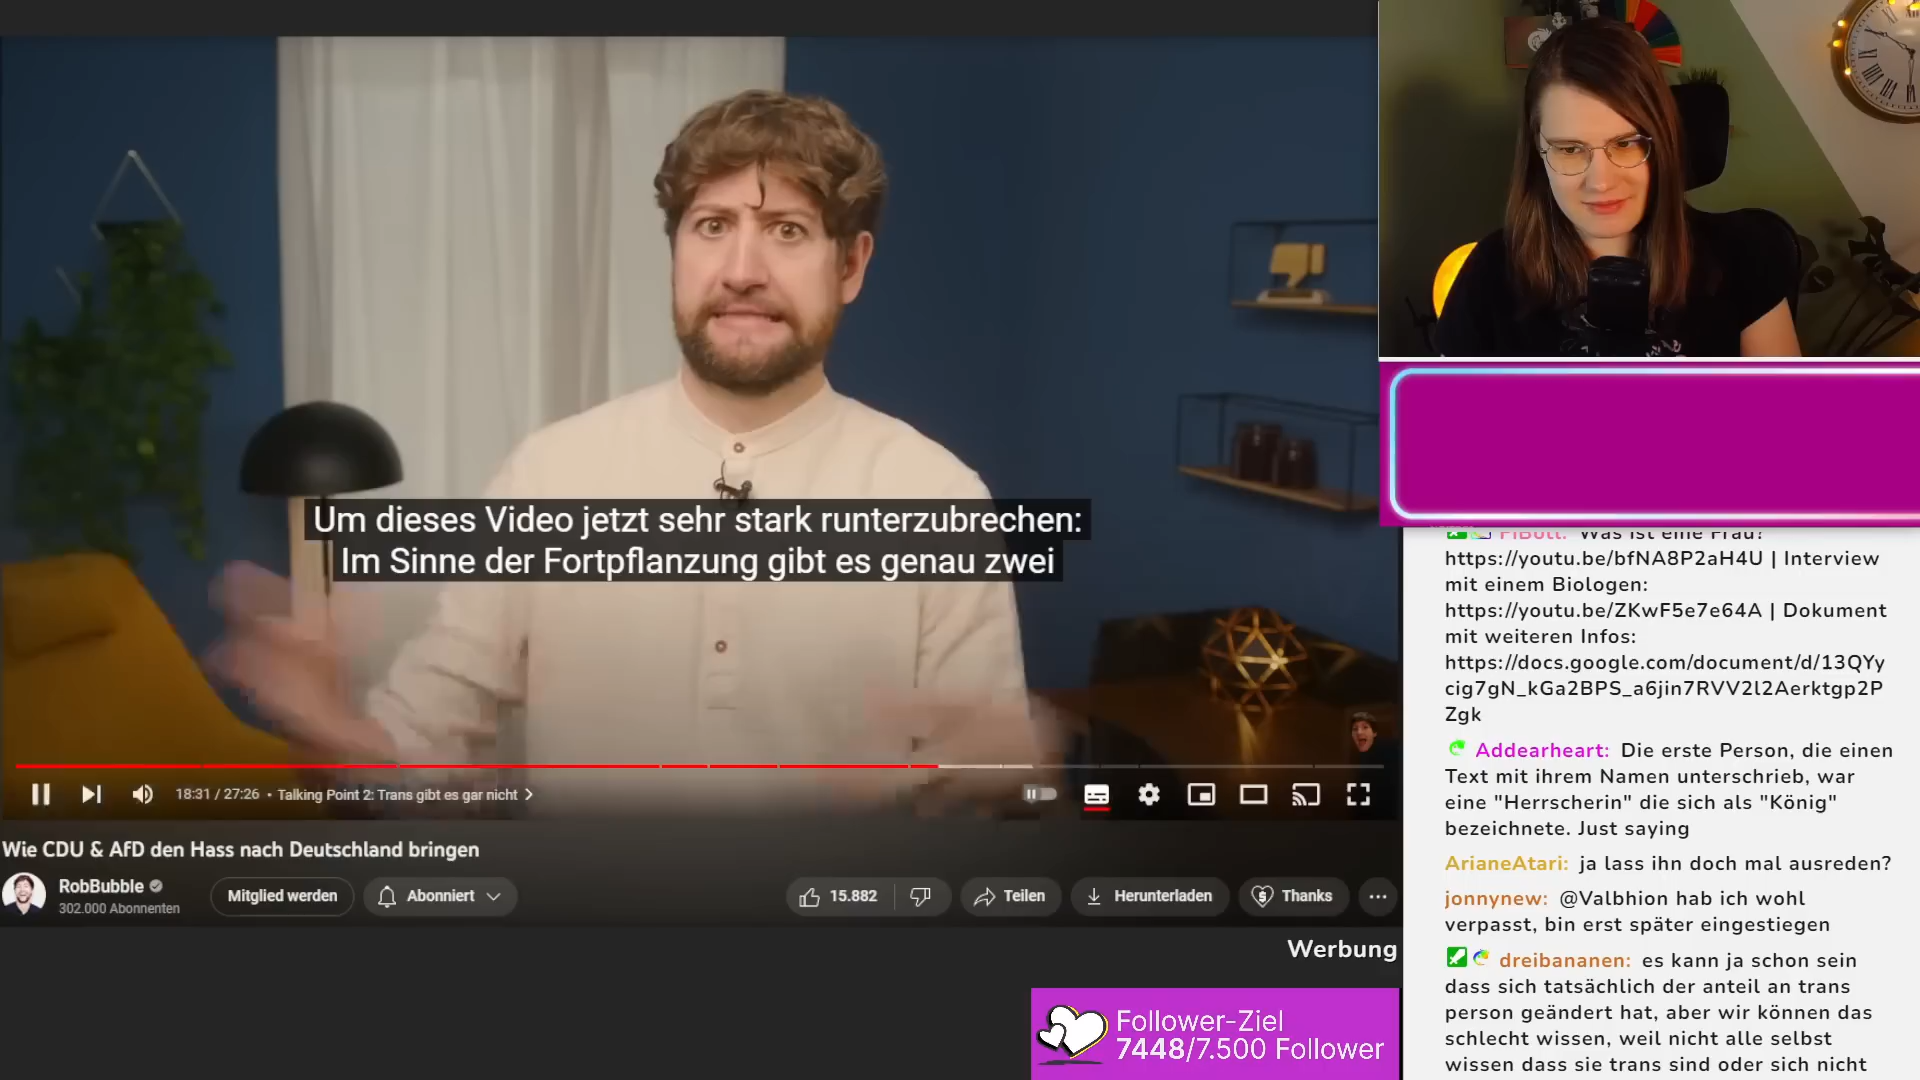 Um dieses Video jetzt sehr stark runterzubrechen:
Im Sinne der Fortpflanzung gibt es genau zwei
18:31 / 27:26 • Talking Point 2: Trans gibt es gar nicht
Wie CDU & AfD den Hass nach Deutschland bringen
RobBubble
302.000 Abonnenten
Mitglied werden
Abonniert
15.882
Teilen
Herunterladen
Thanks
Werbung
Follower-Ziel
7448/7.500 Follower
FlBott: Was ist eine Frau?
https://youtu.be/bfNA8P2aH4U | Interview
mit einem Biologen:
https://youtu.be/ZKwF5e7e64A | Dokument
mit weiteren Infos:
https://docs.google.com/document/d/13QYy
cig7gN_kGa2BPS_a6jin7RVV2l2Aerktgp2P
Zgk
Addearheart: Die erste Person, die einen
Text mit ihrem Namen unterschrieb, war
eine "Herrscherin" die sich als "König"
bezeichnete. Just saying
ArianeAtari: ja lass ihn doch mal ausreden?
jonnynew: @Valbhion hab ich wohl
verpasst, bin erst später eingestiegen
dreibananen: es kann ja schon sein
dass sich tatsächlich der anteil an trans
person geändert hat, aber wir können das
schlecht wissen, weil nicht alle selbst
wissen dass sie trans sind oder sich nicht